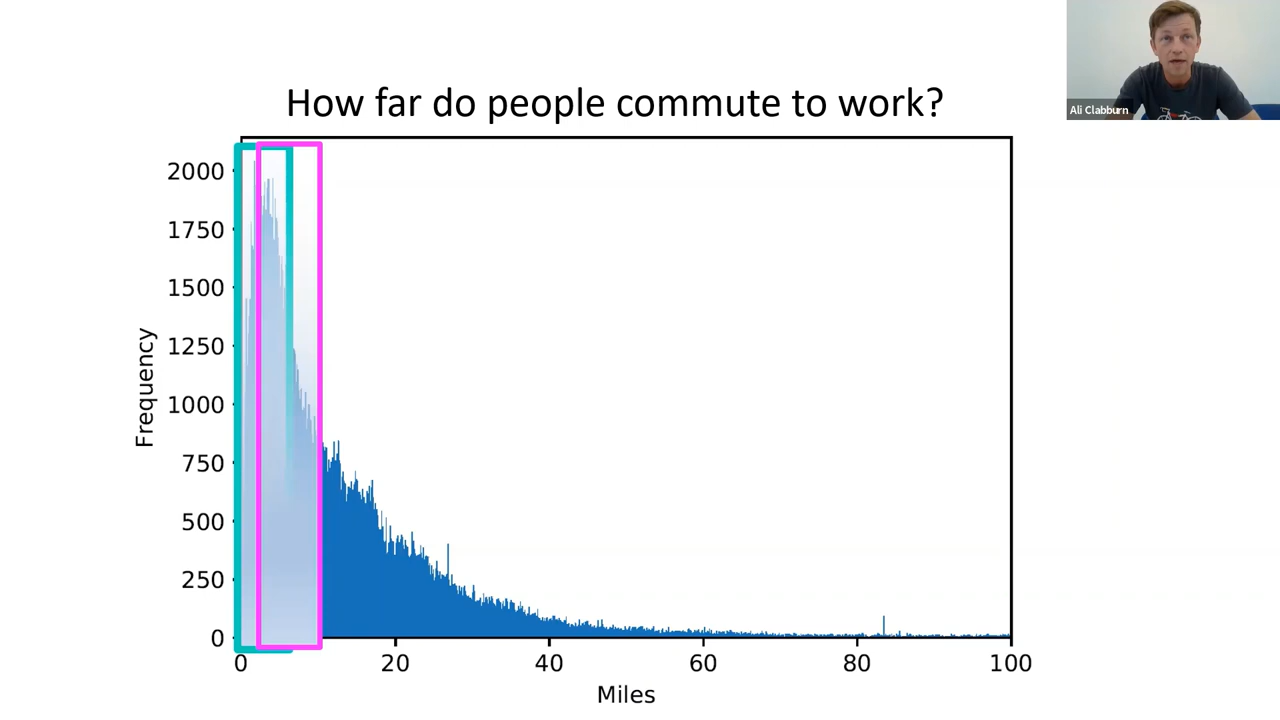 Ali Clabburn
How far do people commute to work?
2000
1750
1500
1250
1000
750
500
250
0
Frequency
0 20 40 60 80 100
Miles